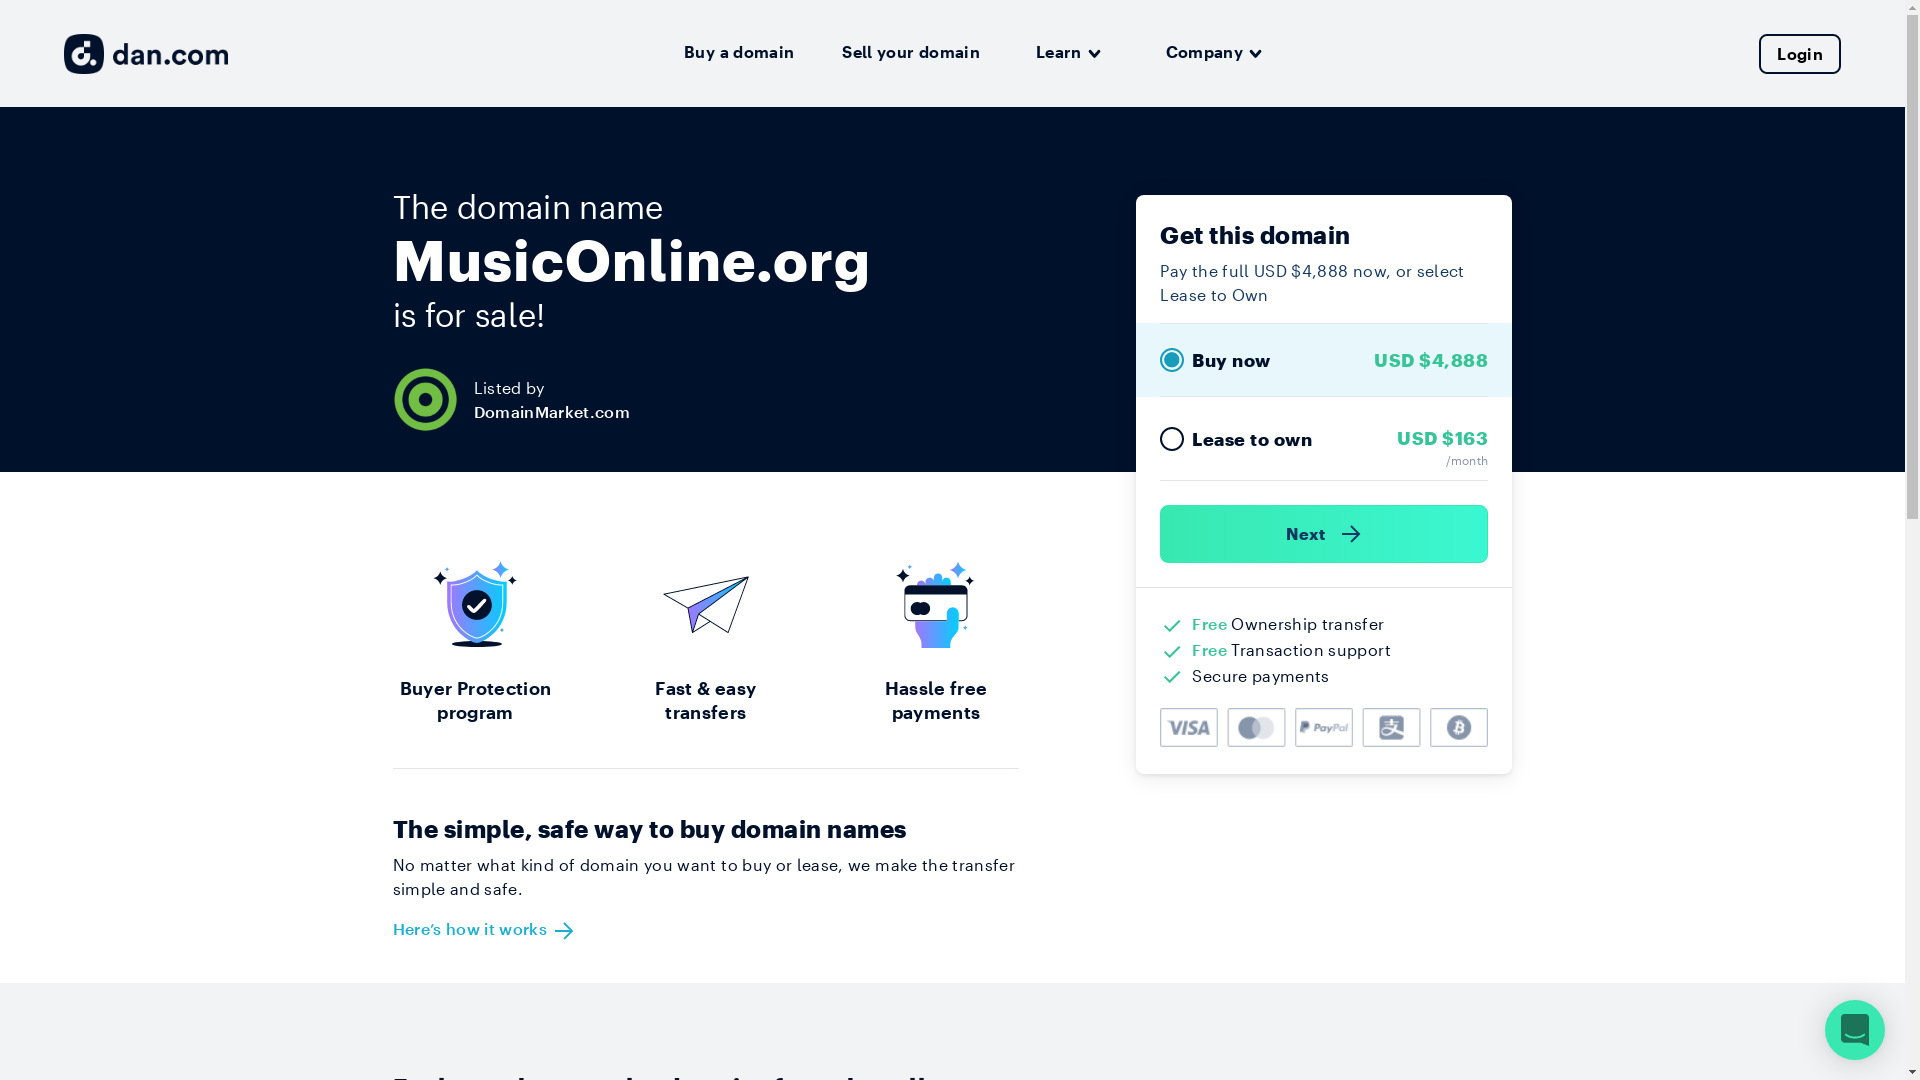 dan.com
Buy a domain
Sell your domain
Learn
Company
Login
The domain name
MusicOnline.org
is for sale!
Listed by
DomainMarket.com
Get this domain
Pay the full USD $4,888 now, or select
Lease to Own
Buy now
USD $4,888
Lease to own
USD $163
/month
Next
Free Ownership transfer
Free Transaction support
Secure payments
VISA
PayPal
支
Buyer Protection
program
Fast & easy
transfers
Hassle free
payments
The simple, safe way to buy domain names
No matter what kind of domain you want to buy or lease, we make the transfer
simple and safe.
Here's how it works